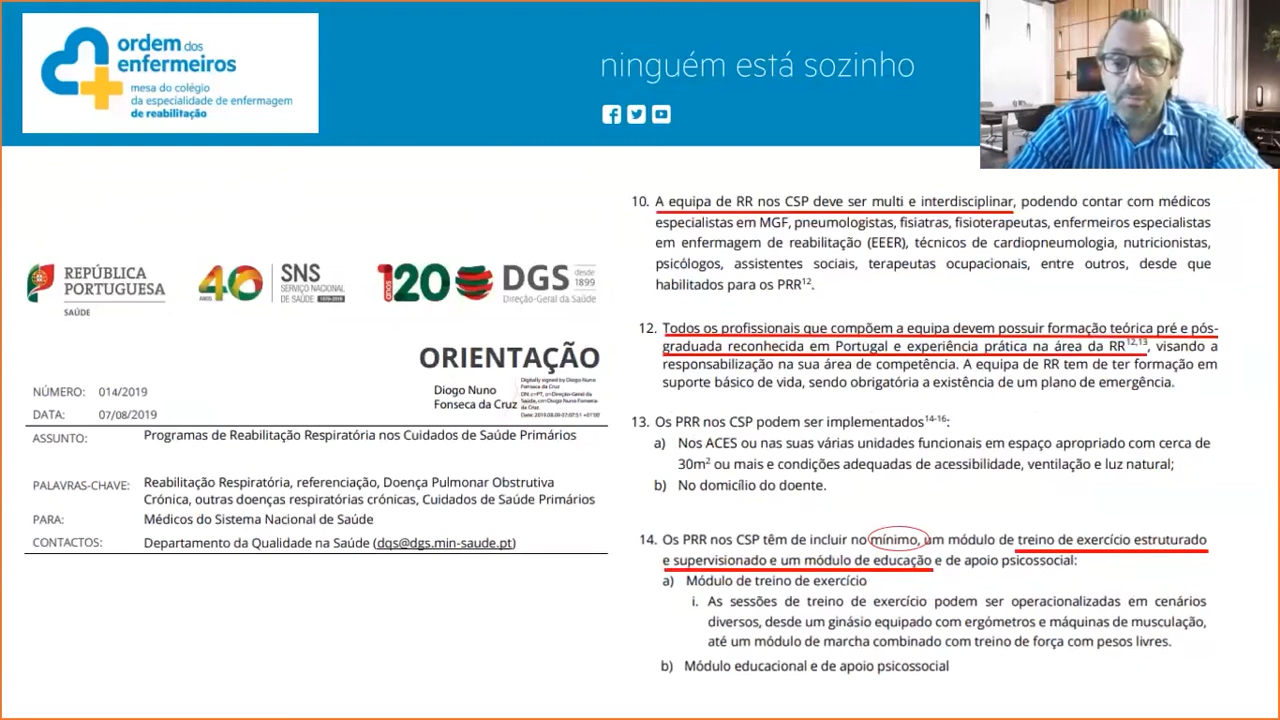 ordem dos
enfermeiros
mesa do colégio
da especialidade de enfermagem
de reabilitação
ninguém está sozinho
REPÚBLICA
PORTUGUESA
SAÚDE
40
ANOS
SNS
SERVIÇO NACIONAL
DE SAÚDE
120
anos
DGS
desde
1899
Direção-Geral da Saúde
ORIENTAÇÃO
NÚMERO: 014/2019
DATA: 07/08/2019
Diogo Nuno
Fonseca da Cruz
Digitally signed by Diogo Nuno
Fonseca da Cruz
ASSUNTO: Programas de Reabilitação Respiratória nos Cuidados de Saúde Primários
PALAVRAS-CHAVE: Reabilitação Respiratória, referenciação, Doença Pulmonar Obstrutiva
Crónica, outras doenças respiratórias crónicas, Cuidados de Saúde Primários
PARA: Médicos do Sistema Nacional de Saúde
CONTACTOS: Departamento da Qualidade na Saúde (dqs@dgs.min-saude.pt)
10. A equipa de RR nos CSP deve ser multi e interdisciplinar, podendo contar com médicos
especialistas em MGF, pneumologistas, fisiatras, fisioterapeutas, enfermeiros especialistas
em enfermagem de reabilitação (EEER), técnicos de cardiopneumologia, nutricionistas,
psicólogos, assistentes sociais, terapeutas ocupacionais, entre outros, desde que
habilitados para os PRR12.
12. Todos os profissionais que compõem a equipa devem possuir formação teórica pré e pós-
graduada reconhecida em Portugal e experiência prática na área da RR12,13, visando a
responsabilização na sua área de competência. A equipa de RR tem de ter formação em
suporte básico de vida, sendo obrigatória a existência de um plano de emergência.
13. Os PRR nos CSP podem ser implementados14-16:
a) Nos ACES ou nas suas várias unidades funcionais em espaço apropriado com cerca de
30m2 ou mais e condições adequadas de acessibilidade, ventilação e luz natural;
b) No domicílio do doente.
14. Os PRR nos CSP têm de incluir no mínimo, um módulo de treino de exercício estruturado
e supervisionado e um módulo de educação e de apoio psicossocial:
a) Módulo de treino de exercício
i. As sessões de treino de exercício podem ser operacionalizadas em cenários
diversos, desde um ginásio equipado com ergómetros e máquinas de musculação,
até um módulo de marcha combinado com treino de força com pesos livres.
b) Módulo educacional e de apoio psicossocial